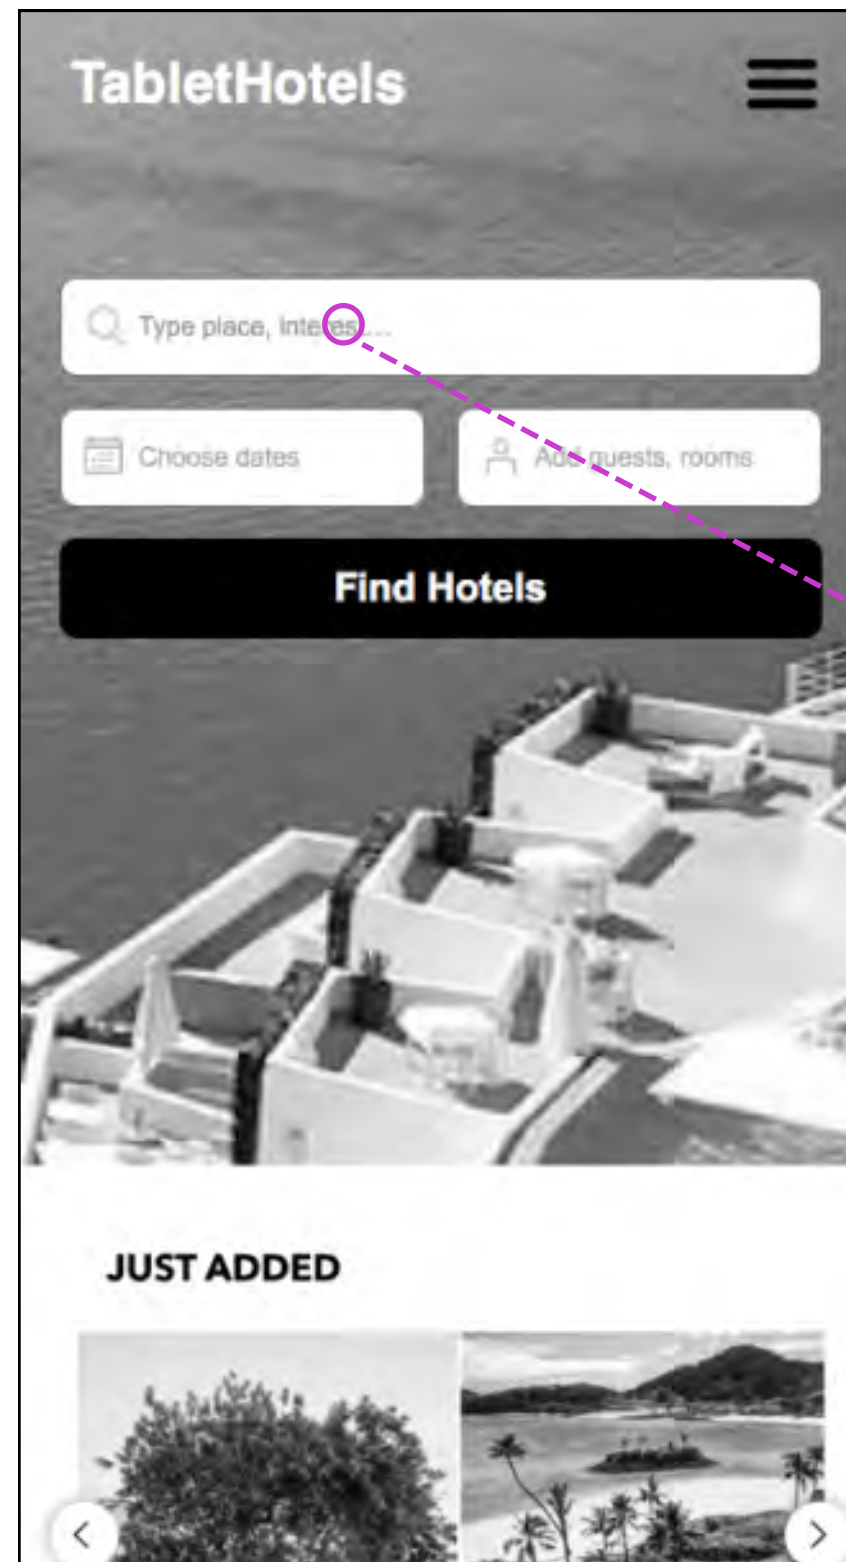 TabletHotels
Type place, interest…
Choose dates
Add guests, rooms
Find Hotels
JUST ADDED